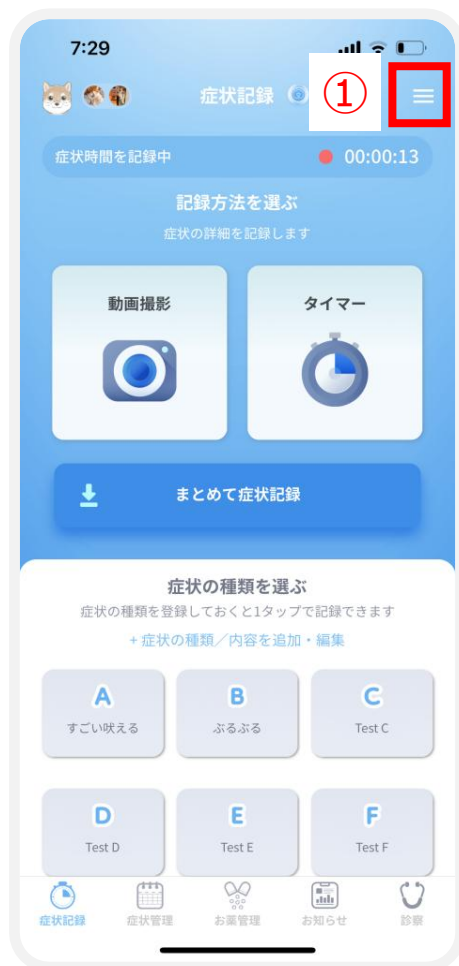 7:29
症状記録
①
症状時間を記録中
00:00:13
記録方法を選ぶ
症状の詳細を記録します
動画撮影
タイマー
まとめて症状記録
症状の種類を選ぶ
症状の種類を登録しておくと1タップで記録できます
+ 症状の種類／内容を追加・編集
A
すごい吠える
B
ぶるぶる
C
Test C
D
Test D
E
Test E
F
Test F
症状記録
症状管理
お薬管理
お知らせ
診察